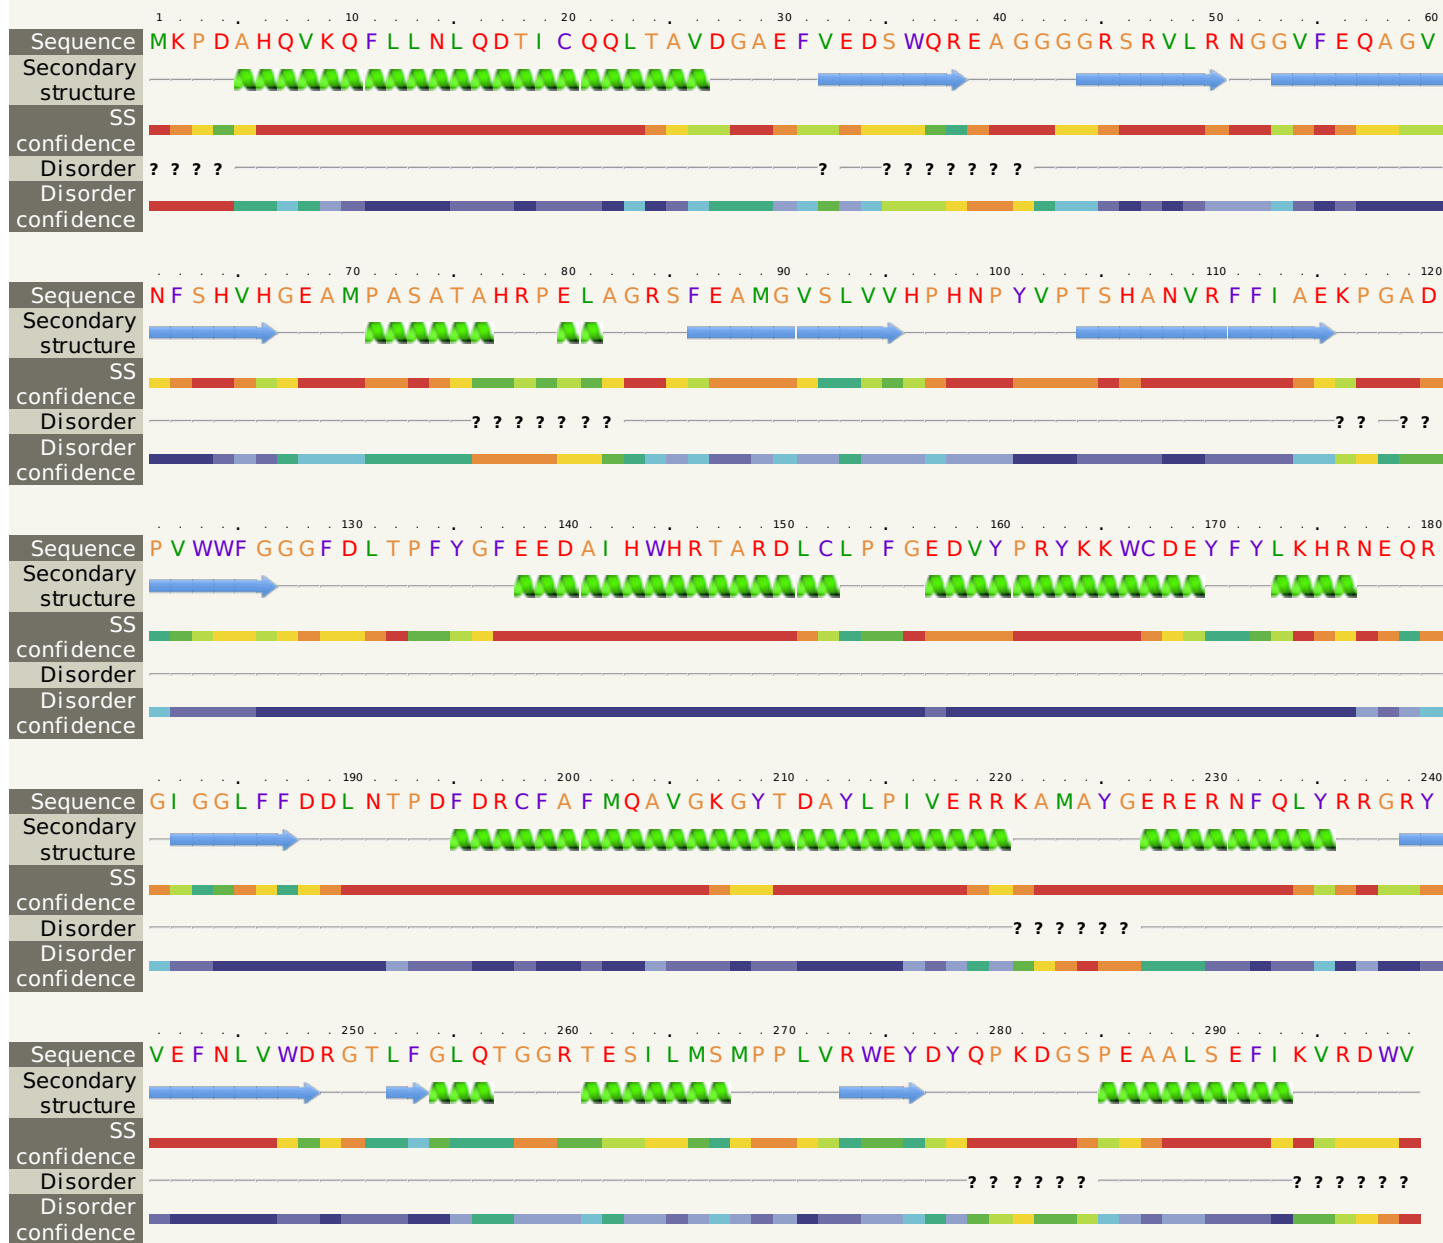 1 10 20 30 40 50 60
Sequence MKPDAHQVKQFLLNLQDTICQQLTAVDGAEFVEDSWQREAGGGGRSRVLRNGGVFEQAGV
Secondary
structure
SS
confidence
Disorder ? ? ? ? ? ? ? ? ? ? ? ?
Disorder
confidence
70 80 90 100 110 120
Sequence NFSHVHGEAMPASATAHRPELAGRSFEAMGVSLVVHPHNPYVPTSHANVRFFIAEKPGAD
Secondary
structure
SS
confidence
Disorder ? ? ? ? ? ? ? ? ? ? ?
Disorder
confidence
130 140 150 160 170 180
Sequence PVWWFGGGFDLTPFYGFEEDAIHWHRTARDLCLPFGEDVYPRYKKWCDEYFYLKHRNEQR
Secondary
structure
SS
confidence
Disorder
Disorder
confidence
190 200 210 220 230 240
Sequence GIGGLFFDDLNTPDFDRCFAFMQAVGKGYTDAYLPIVERRKAMAYGERERNFQLYRRGRY
Secondary
structure
SS
confidence
Disorder ? ? ? ? ? ?
Disorder
confidence
250 260 270 280 290
Sequence VEFNLVWDRGTLFGLQTGGRTESILMSMPPLVRWEYDYQPKDGSPEAALSEFIKVRDWV
Secondary
structure
SS
confidence
Disorder ? ? ? ? ? ? ? ? ? ? ? ?
Disorder
confidence